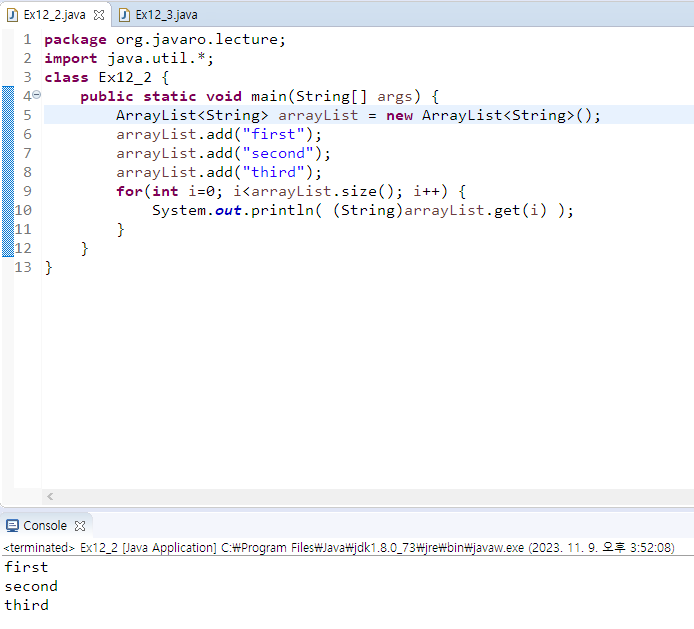 Ex12_2.java Ex12_3.java
1 package org.javaro.lecture;
2 import java.util.*;
3 class Ex12_2 {
4 public static void main(String[] args) {
5 ArrayList<String> arrayList = new ArrayList<String>();
6 arrayList.add("first");
7 arrayList.add("second");
8 arrayList.add("third");
9 for(int i=0; i<arrayList.size(); i++) {
10 System.out.println( (String)arrayList.get(i) );
11 }
12 }
13 }
Console
<terminated> Ex12_2 [Java Application] C:₩Program Files₩Java₩jdk1.8.0_73₩jre₩bin₩javaw.exe (2023. 11. 9. 오후 3:52:08)
first
second
third